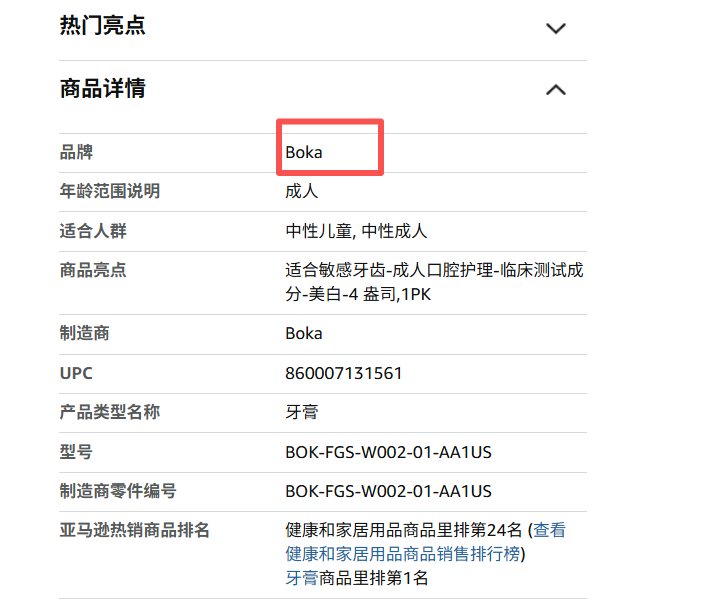 热门亮点
商品详情
品牌 Boka
年龄范围说明 成人
适合人群 中性儿童, 中性成人
商品亮点 适合敏感牙齿-成人口腔护理-临床测试成
分-美白-4 盎司,1PK
制造商 Boka
UPC 860007131561
产品类型名称 牙膏
型号 BOK-FGS-W002-01-AA1US
制造商零件编号 BOK-FGS-W002-01-AA1US
亚马逊热销商品排名 健康和家居用品商品里排第24名 (查看
健康和家居用品商品销售排行榜)
牙膏商品里排第1名